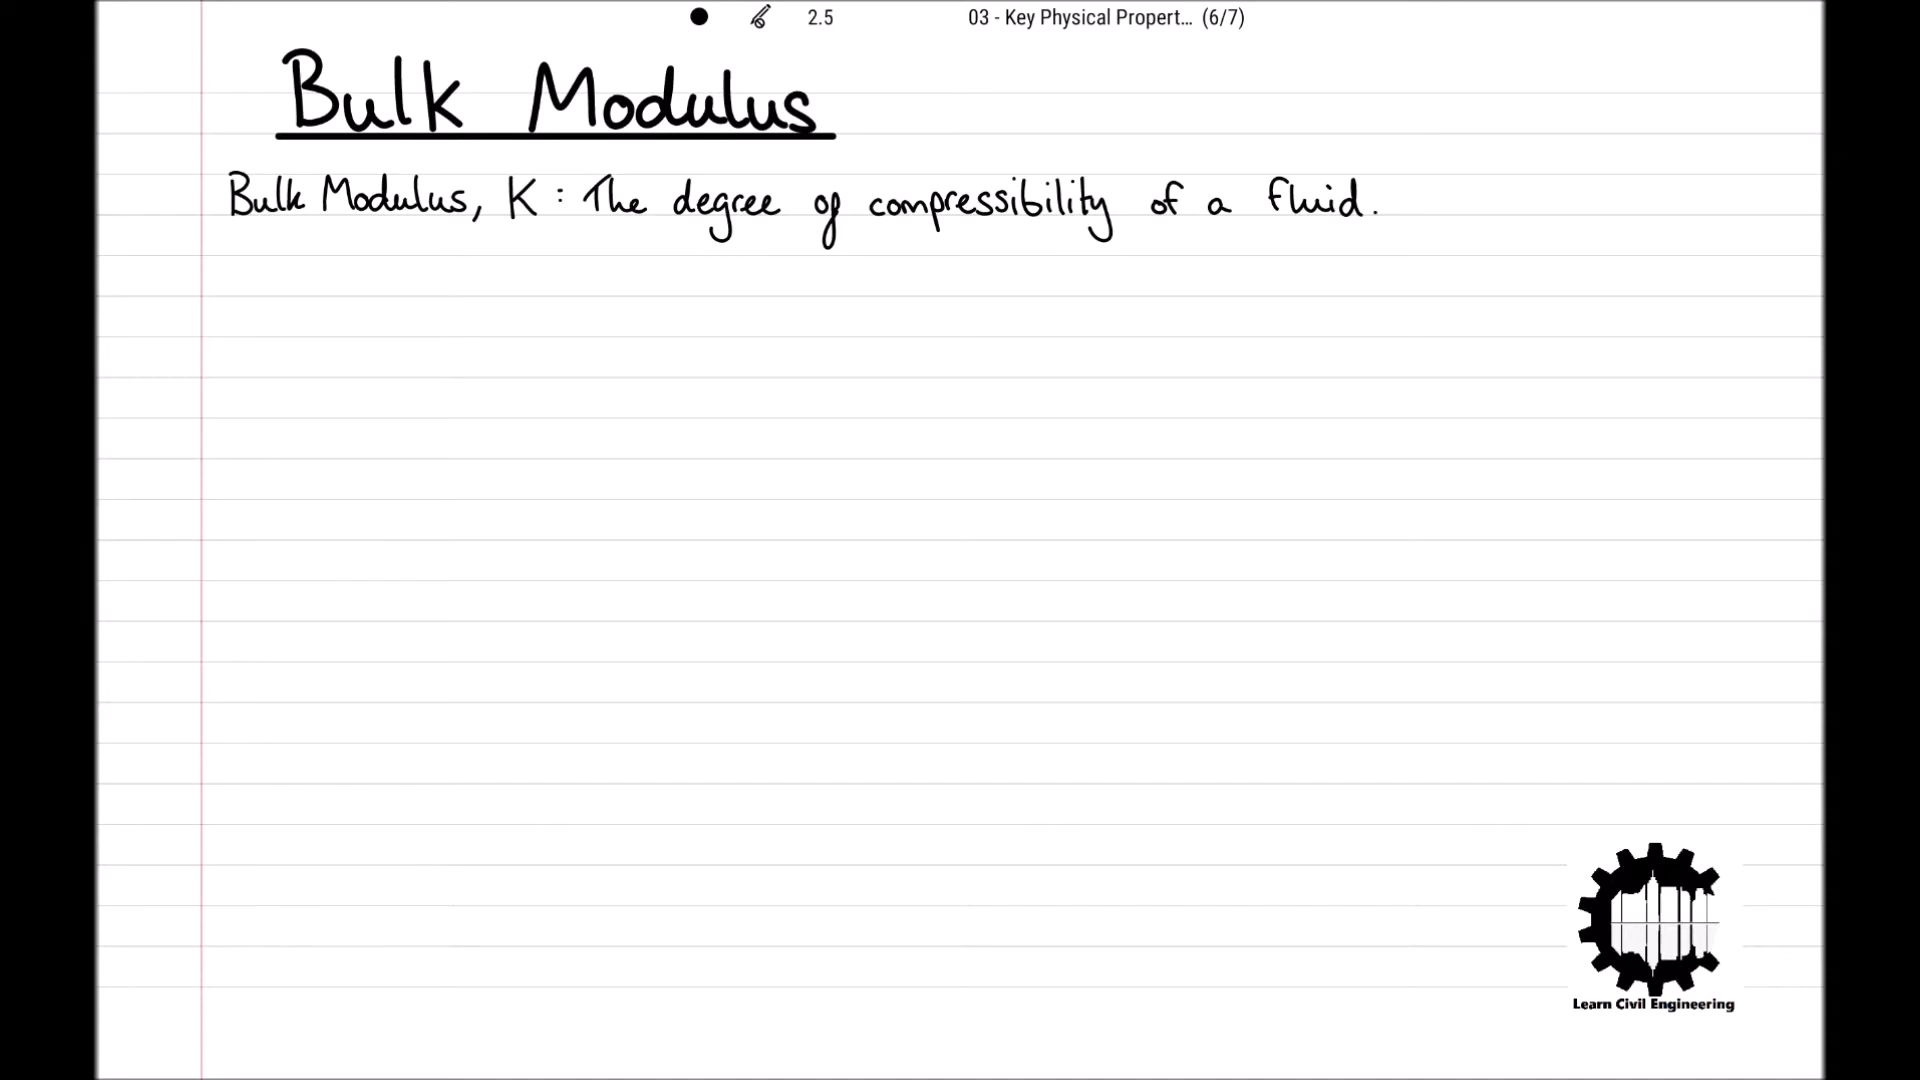 2.5 03 - Key Physical Propert... (6/7)
Bulk Modulus
Bulk Modulus, K : The degree of compressibility of a fluid.
Learn Civil Engineering